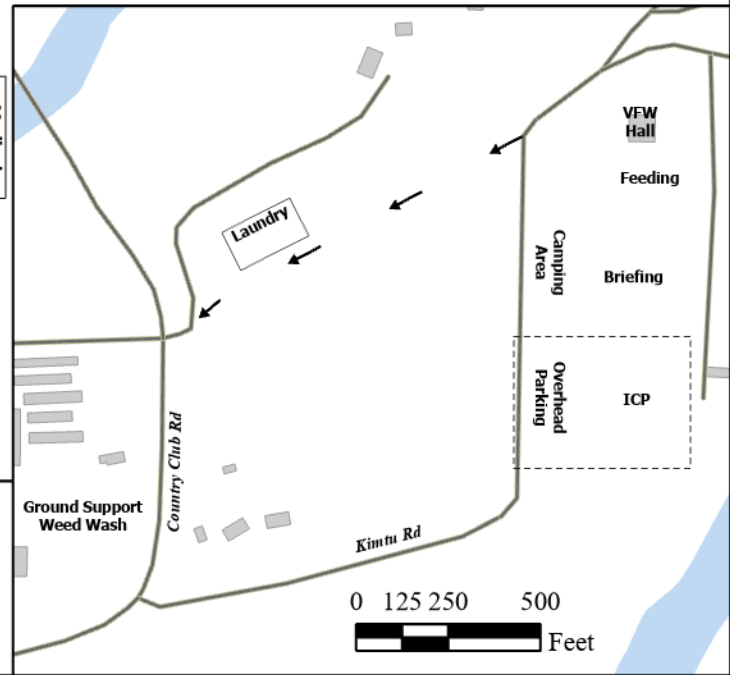 VFW
Hall
Feeding
Laundry
Camping
Area
Briefing
Overhead
Parking
ICP
Country Club Rd
Ground Support
Weed Wash
Kimtu Rd
0 125 250 500
Feet